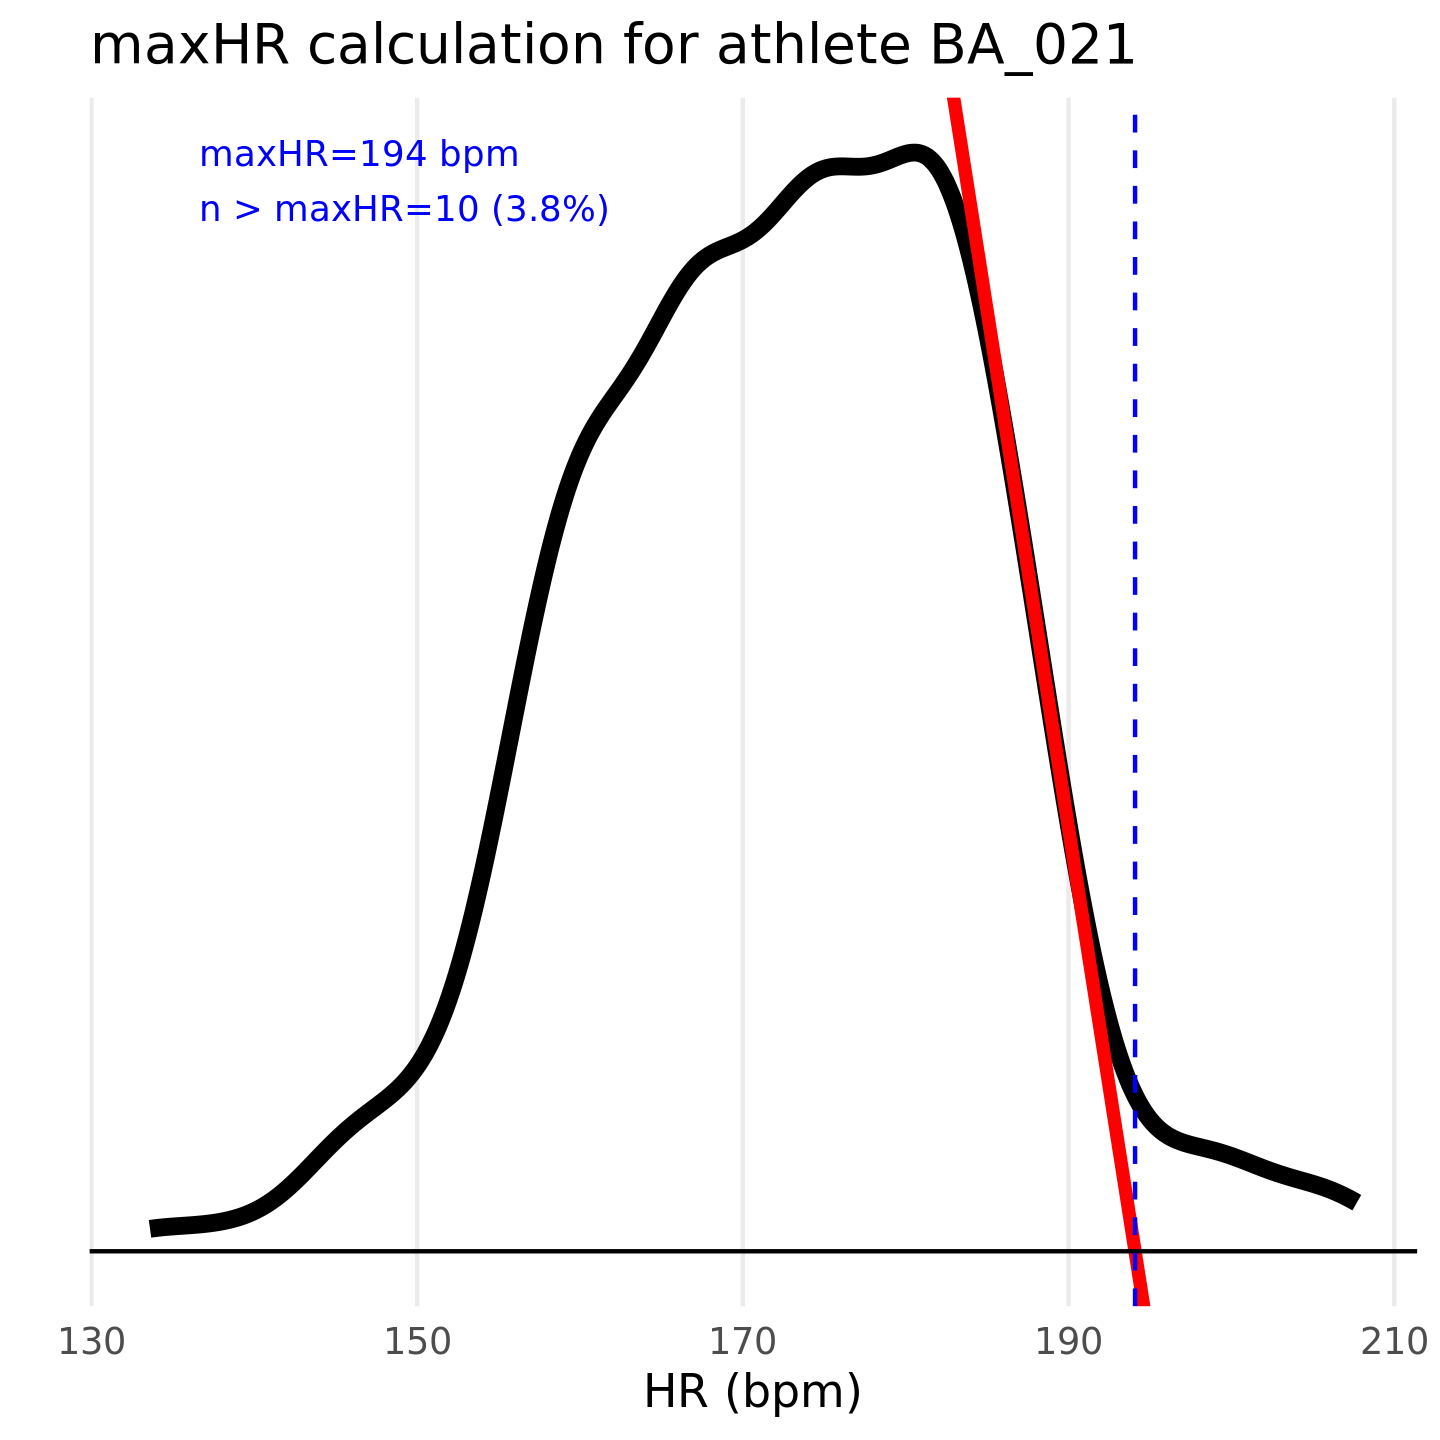 maxHR calculation for athlete BA_021
maxHR=194 bpm
n > maxHR=10 (3.8%)
130 150 170 190 210
HR (bpm)